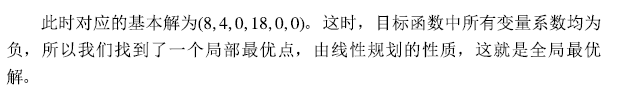 此时对应的基本解为(8,4,0,18,0,0)。这时，目标函数中所有变量系数均为
负，所以我们找到了一个局部最优点，由线性规划的性质，这就是全局最优
解。